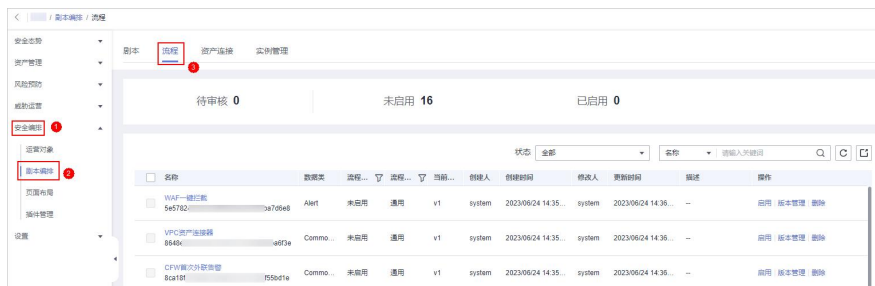 / 剧本编排 / 流程
安全态势
资产管理
风险预防
威胁运营
安全编排 1
运营对象
剧本编排 2
页面布局
插件管理
设置
剧本 流程 资产连接 实例管理
3
待审核 0 未启用 16 已启用 0
状态 全部 名称 请输入关键词
名称 数据类 流程... 流程... 当前... 创建人 创建时间 修改人 更新时间 描述 操作
WAF一键拦截 Alert 未启用 通用 v1 system 2023/06/24 14:35... system 2023/06/24 14:36... -- 启用 版本管理 删除
5e5782 ba7d6e8
VPC资产连接器 Commo... 未启用 通用 v1 system 2023/06/24 14:35... system 2023/06/24 14:36... -- 启用 版本管理 删除
8648 a6f3e
CFW首次外联告警 Commo... 未启用 通用 v1 system 2023/06/24 14:35... system 2023/06/24 14:36... -- 启用 版本管理 删除
8ca18f f55bd1e